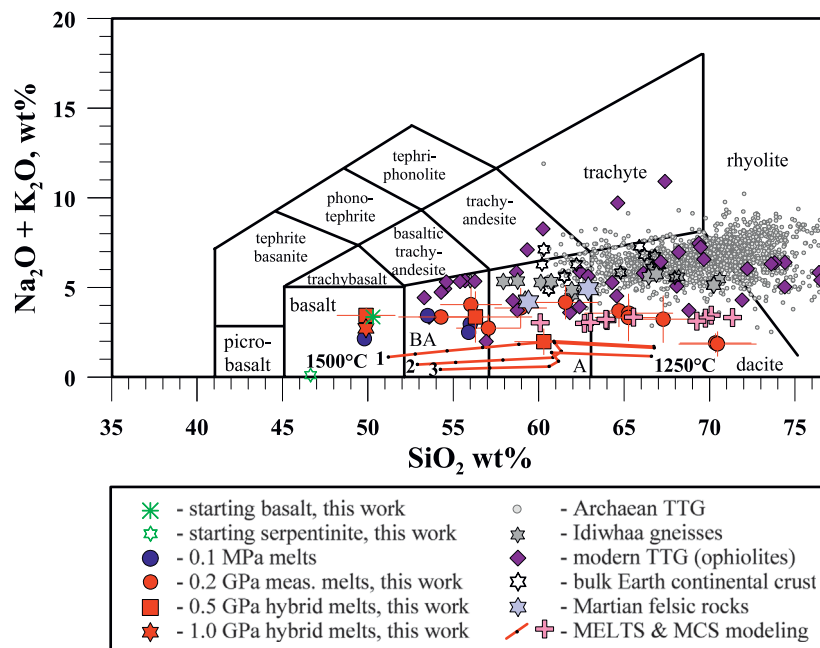 Na₂O + K₂O, wt%
20
15
10
5
0
tephri-
phonolite
phono-
tephrite
tephrite
basanite
trachy-
andesite
basaltic
trachy-
andesite
trachybasalt
trachyte
rhyolite
basalt
picro-
basalt
BA
A
dacite
1500°C
1250°C
1
2
3
35 40 45 50 55 60 65 70 75
SiO₂ wt%
- starting basalt, this work
- starting serpentinite, this work
- 0.1 MPa melts
- 0.2 GPa meas. melts, this work
- 0.5 GPa hybrid melts, this work
- 1.0 GPa hybrid melts, this work
- Archaean TTG
- Idiwhaa gneisses
- modern TTG (ophiolites)
- bulk Earth continental crust
- Martian felsic rocks
- MELTS & MCS modeling